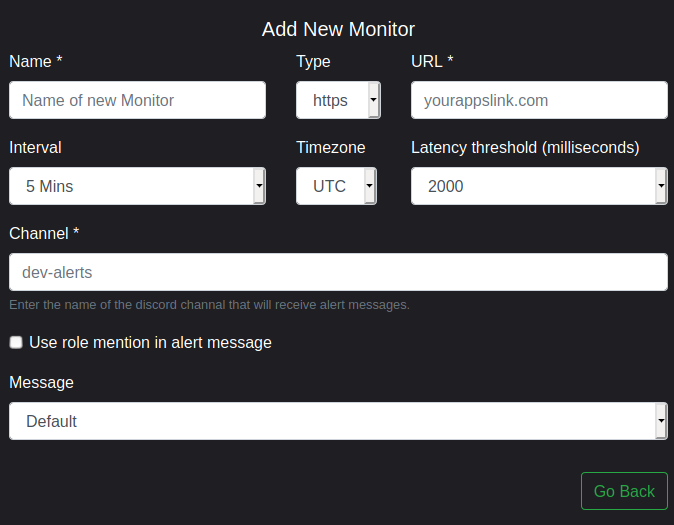 Add New Monitor
Name * Type URL *
Name of new Monitor https yourappslink.com
Interval Timezone Latency threshold (milliseconds)
5 Mins UTC 2000
Channel *
dev-alerts
Enter the name of the discord channal that will receive alert messages.
Use role mention in alert message
Message
Default
Go Back